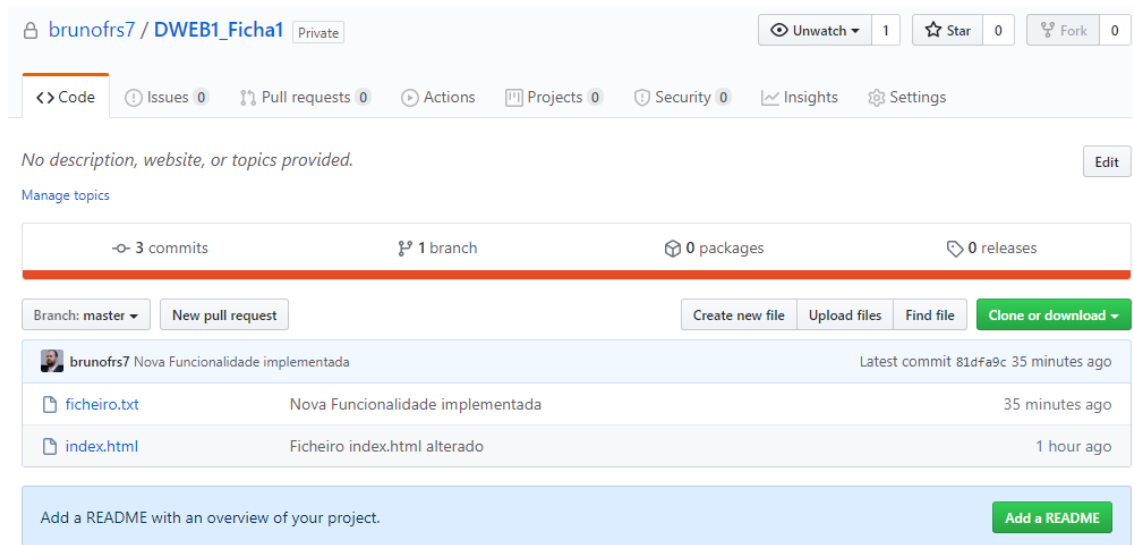 brunofrs7 / DWEB1_Ficha1 Private Unwatch 1 Star 0 Fork 0
Code Issues 0 Pull requests 0 Actions Projects 0 Security 0 Insights Settings
No description, website, or topics provided. Edit
Manage topics
3 commits 1 branch 0 packages 0 releases
Branch: master New pull request Create new file Upload files Find file Clone or download
brunofrs7 Nova Funcionalidade implementada Latest commit 81dfa9c 35 minutes ago
ficheiro.txt Nova Funcionalidade implementada 35 minutes ago
index.html Ficheiro index.html alterado 1 hour ago
Add a README with an overview of your project. Add a README